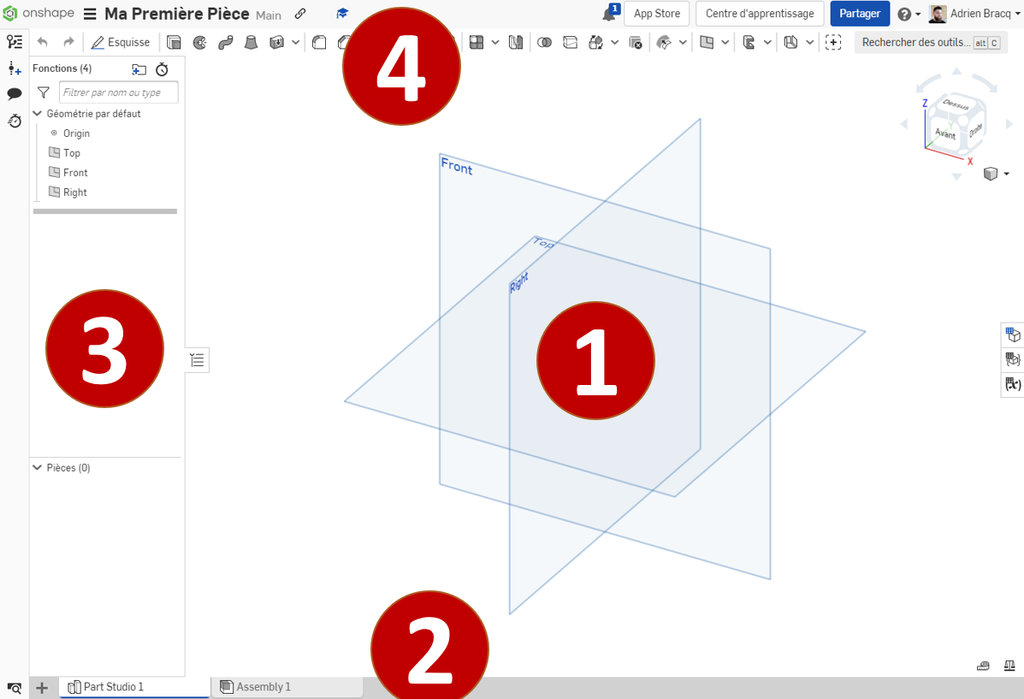 onshape Ma Première Pièce Main 1 App Store Centre d'apprentissage Partager Adrien Bracq
Esquisse Rechercher des outils... alt C
4
Fonctions (4)
Filtrer par nom ou type
Géométrie par défaut
Origin
Top
Front
Right
Z
Dessus
Avant
Droite
X
Front
Top
Right
1
3
Pièces (0)
2
Part Studio 1 Assembly 1